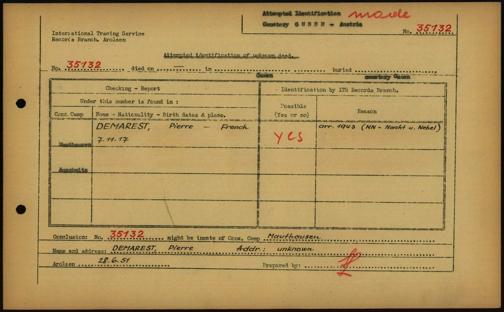 Attempted Identification made
Cemetery GUSEN - Austria
International Tracing Service
Records Branch, Arolsen
No. 35132
Attempted identification of unknown dead.
No. 35132 died on in Gusen buried cemetery Gusen
Checking - Report
Identification by ITS Records Branch.
Under this number is found in :
Possible
(Yes or no)
Reason
Conc. Camp
Name - Nationality - Birth dates & place.
Mauthausen
DEMAREST, Pierre - French
7.11.17
YES
arr. 1943 (NN - Nacht u. Nebel)
Auschwitz
Conclusion: No. 35132 might be inmate of Conc. Camp Mauthausen
Name and address: DEMAREST, Pierre Addr.: unknown
Arolsen 28.6.51 Prepared by: